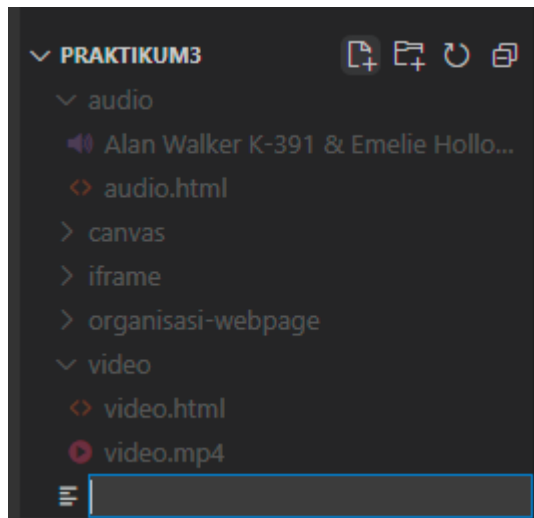 PRAKTIKUM3
audio
Alan Walker K-391 & Emelie Hollo...
audio.html
canvas
iframe
organisasi-webpage
video
video.html
video.mp4